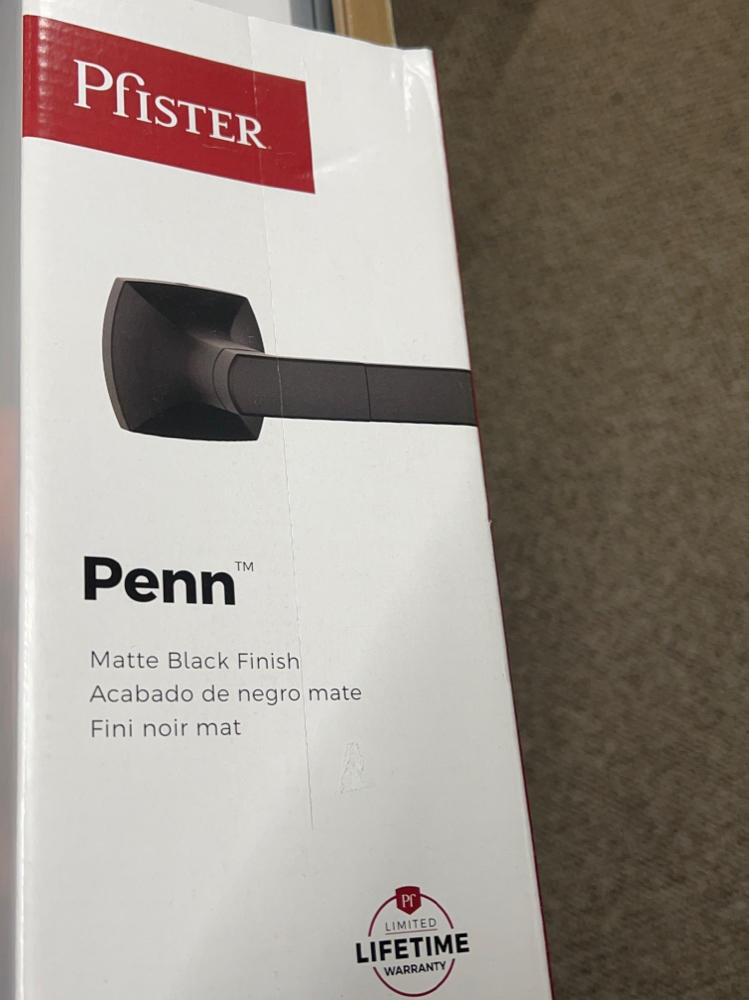 Pfister
Penn™
Matte Black Finish
Acabado de negro mate
Fini noir mat
Pf
LIMITED
LIFETIME
WARRANTY